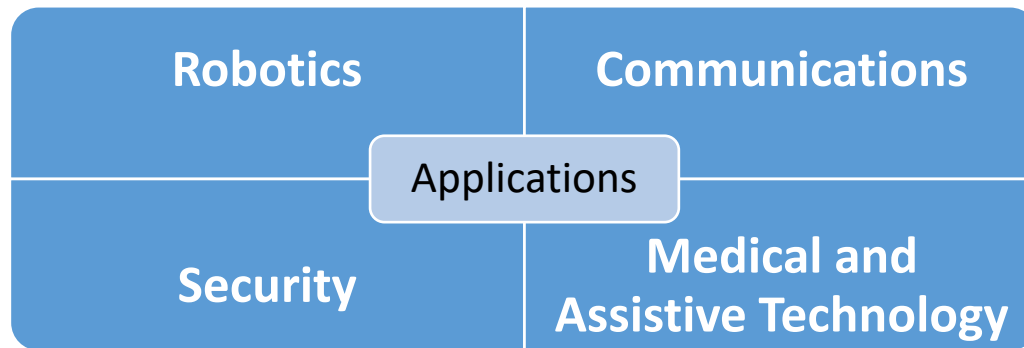 Robotics
Communications
Applications
Security
Medical and
Assistive Technology